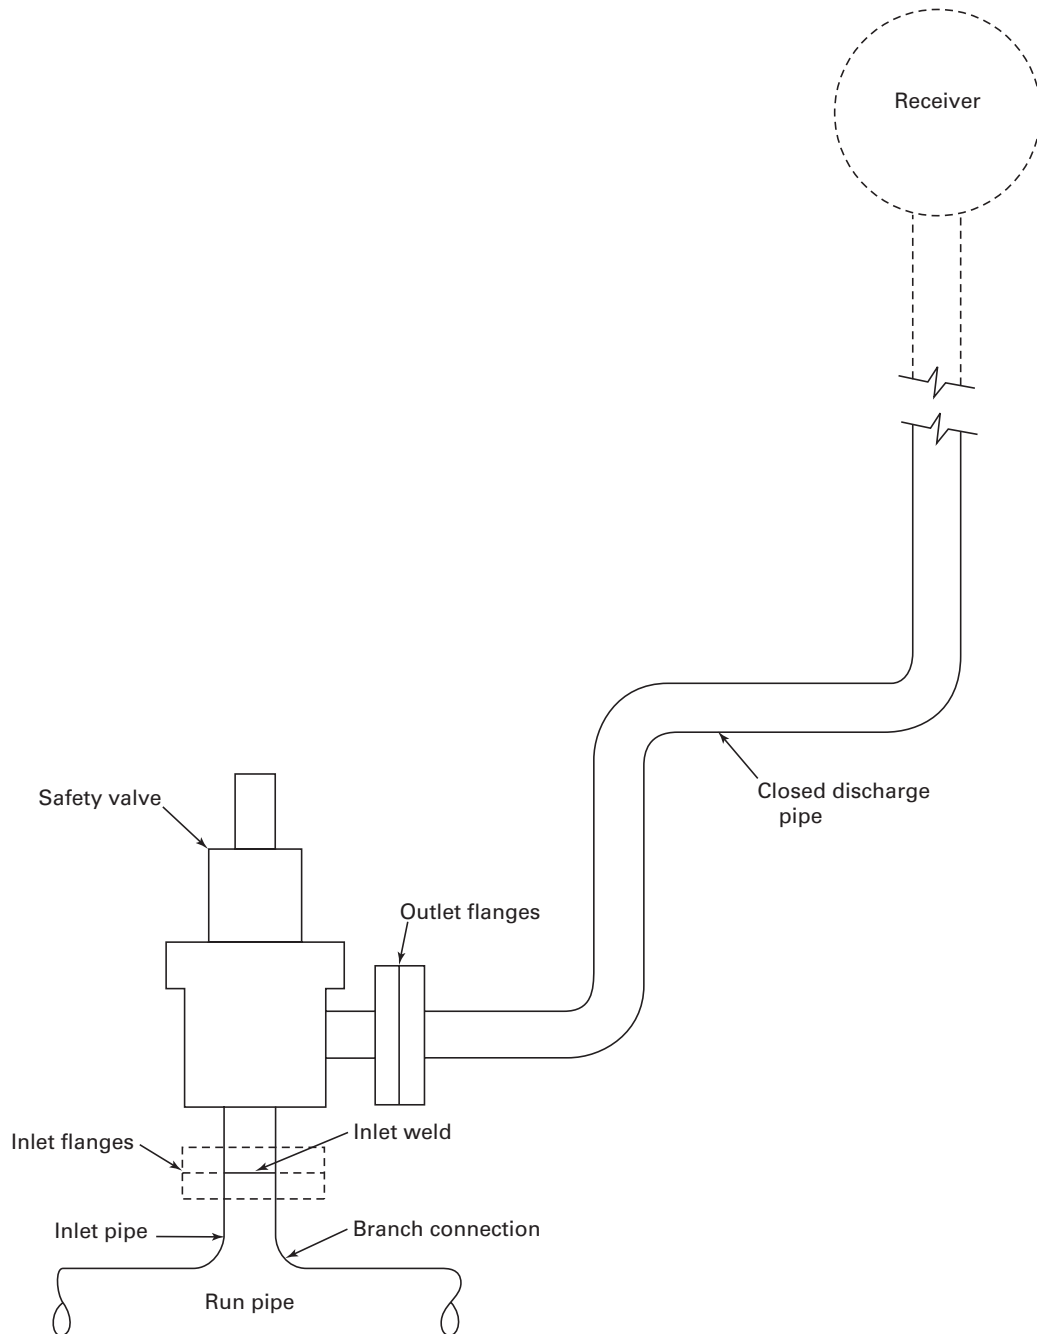 Receiver
Safety valve
Closed discharge
pipe
Outlet flanges
Inlet flanges
Inlet weld
Inlet pipe
Branch connection
Run pipe